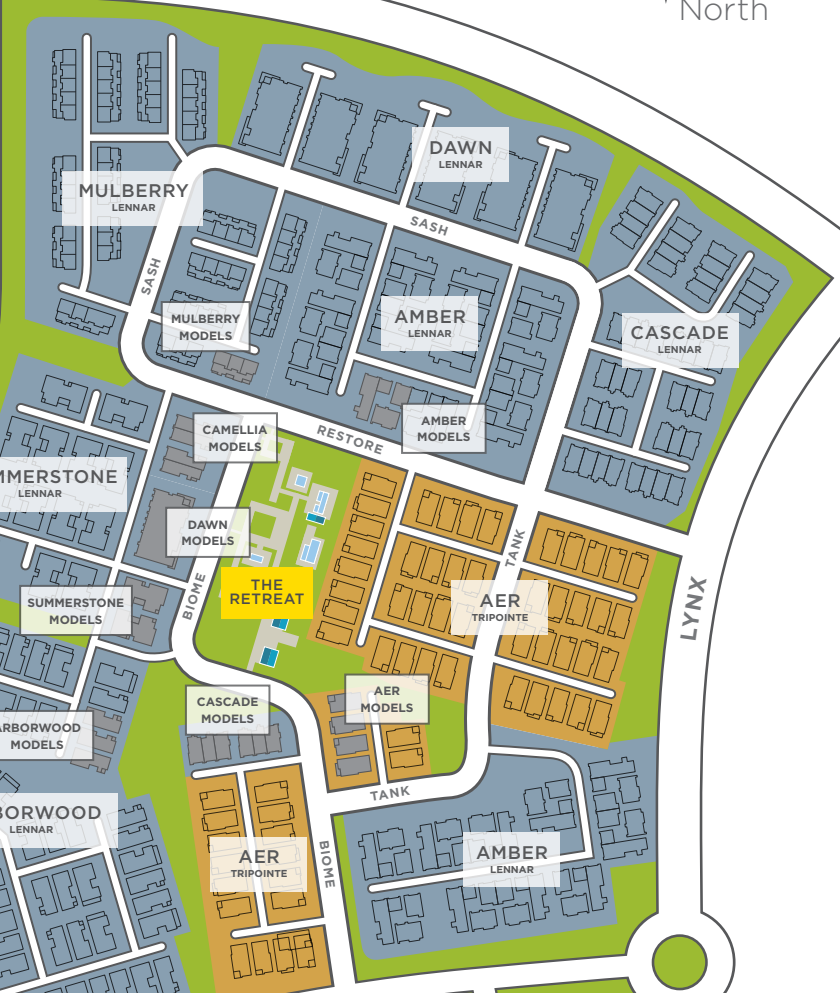 North
DAWN
LENNAR
MULBERRY
LENNAR
SASH
SASH
MULBERRY
MODELS
AMBER
LENNAR
CASCADE
LENNAR
CAMELLIA
MODELS
RESTORE
AMBER
MODELS
MMERSTONE
LENNAR
DAWN
MODELS
TANK
BIOME
THE
RETREAT
AER
TRIPOINTE
LYNX
SUMMERSTONE
MODELS
CASCADE
MODELS
AER
MODELS
ARBORWOOD
MODELS
TANK
BORWOOD
LENNAR
AER
TRIPOINTE
BIOME
AMBER
LENNAR